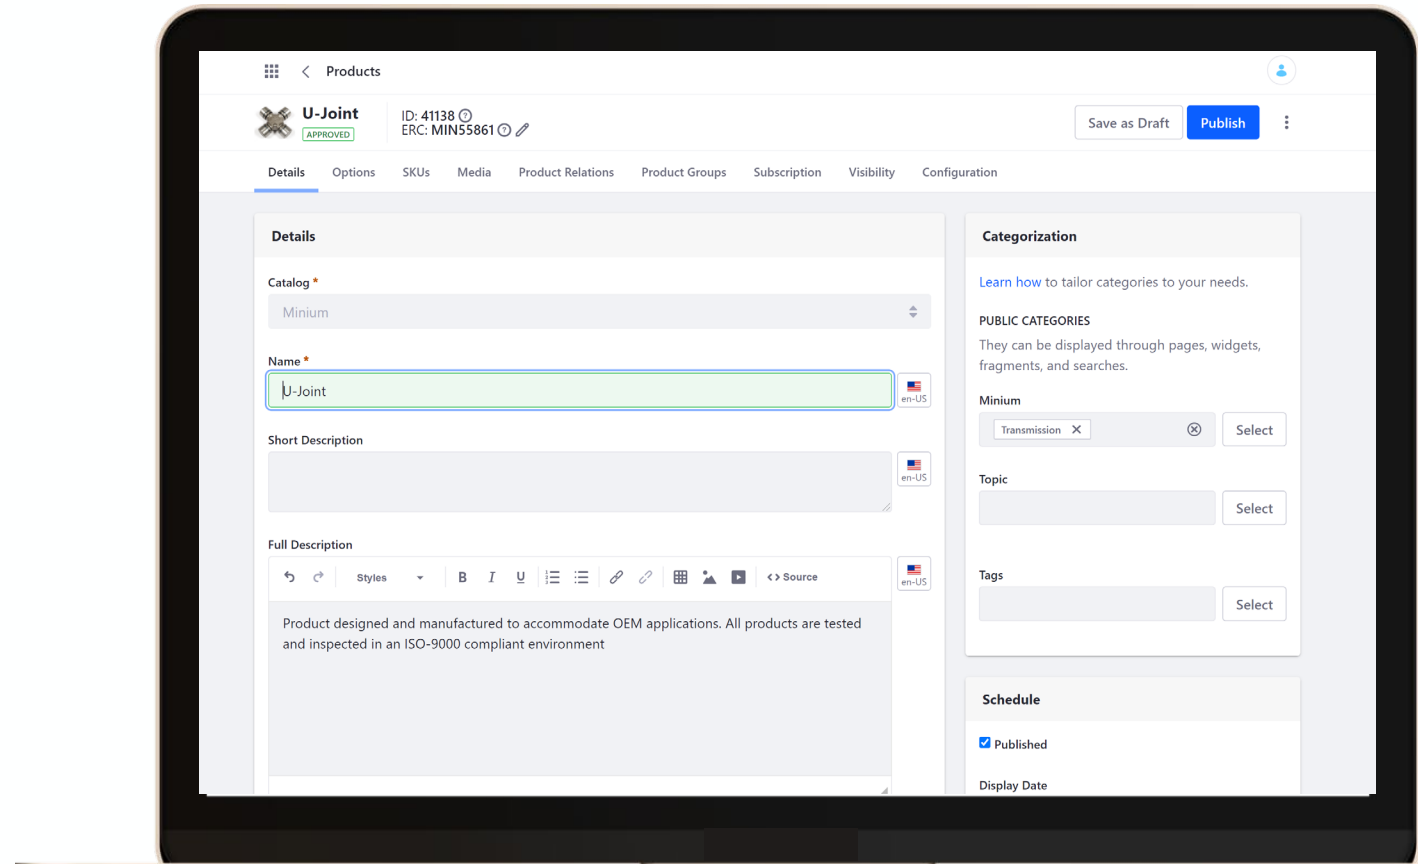 Products
U-Joint
APPROVED
ID: 41138
ERC: MIN55861
Save as Draft
Publish
Details
Options
SKUs
Media
Product Relations
Product Groups
Subscription
Visibility
Configuration
Details
Catalog *
Minium
Name *
U-Joint
en-US
Short Description
en-US
Full Description
Styles
B
I
U
Source
en-US
Product designed and manufactured to accommodate OEM applications. All products are tested
and inspected in an ISO-9000 compliant environment
Categorization
Learn how to tailor categories to your needs.
PUBLIC CATEGORIES
They can be displayed through pages, widgets,
fragments, and searches.
Minium
Transmission
Select
Topic
Select
Tags
Select
Schedule
Published
Display Date